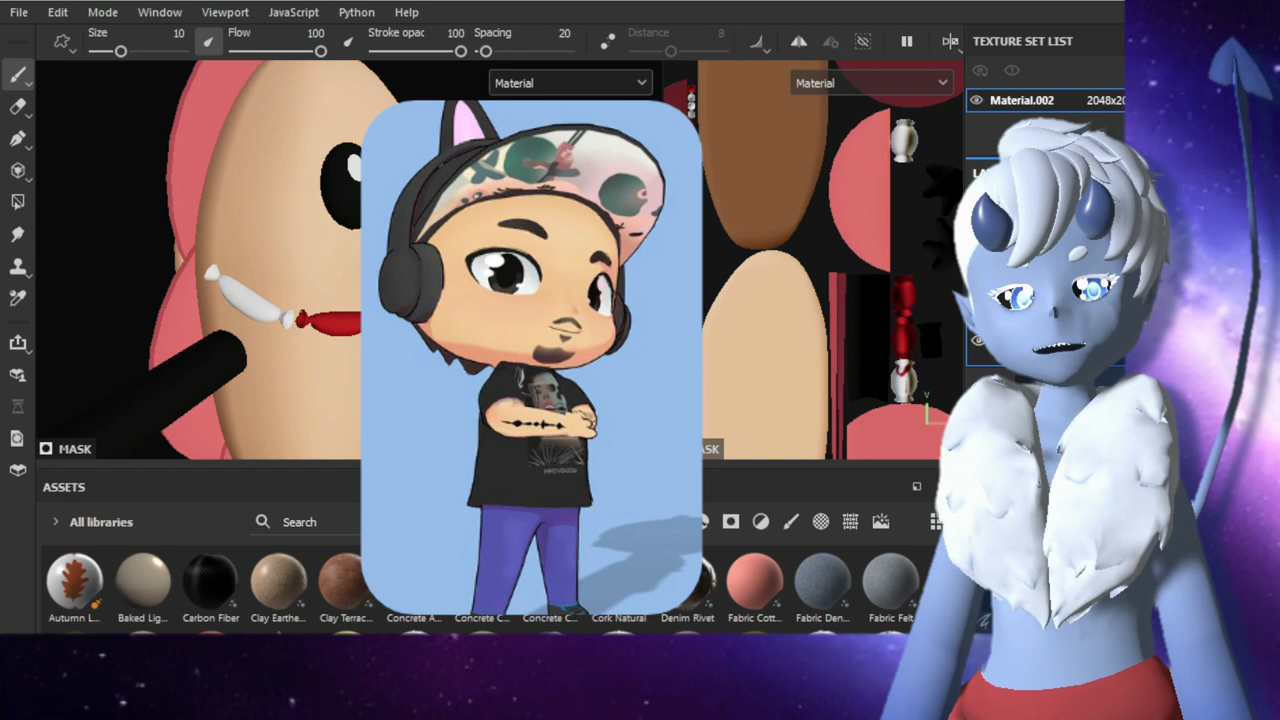 File Edit Mode Window Viewport JavaScript Python Help
Size 10 Flow 100 Stroke opac 100 Spacing 20 Distance 8
Material
Material
TEXTURE SET LIST
Material.002 2048x20
MASK
ASSETS
All libraries
Search
Autumn L... Baked Lig... Carbon Fiber Clay Earthe... Clay Terrac... Concrete A... Concrete C... Concrete C... Cork Natural Denim Rivet Fabric Cott... Fabric Den... Fabric Felt